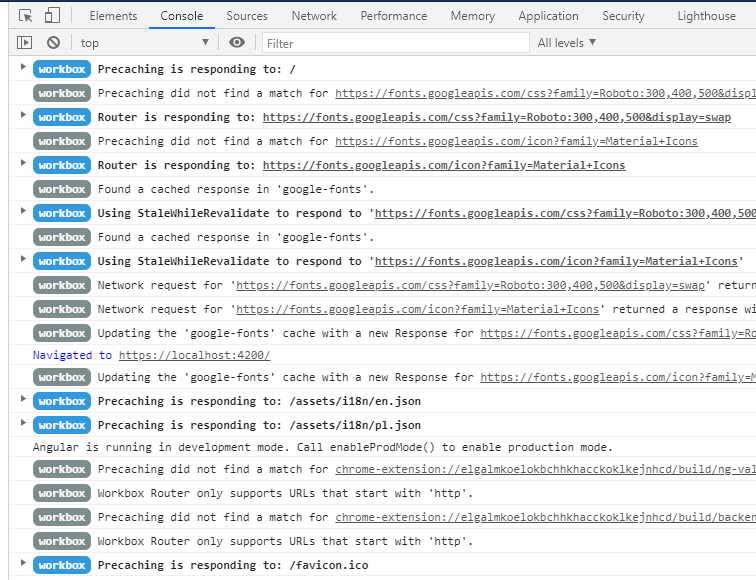 Elements Console Sources Network Performance Memory Application Security Lighthouse
top Filter All levels
workbox Precaching is responding to: /
workbox Precaching did not find a match for https://fonts.googleapis.com/css?family=Roboto:300,400,500&displ
workbox Router is responding to: https://fonts.googleapis.com/css?family=Roboto:300,400,500&display=swap
workbox Precaching did not find a match for https://fonts.googleapis.com/icon?family=Material+Icons
workbox Router is responding to: https://fonts.googleapis.com/icon?family=Material+Icons
workbox Found a cached response in 'google-fonts'.
workbox Using StaleWhileRevalidate to respond to 'https://fonts.googleapis.com/css?family=Roboto:300,400,500
workbox Found a cached response in 'google-fonts'.
workbox Using StaleWhileRevalidate to respond to 'https://fonts.googleapis.com/icon?family=Material+Icons'
workbox Network request for 'https://fonts.googleapis.com/css?family=Roboto:300,400,500&display=swap' return
workbox Network request for 'https://fonts.googleapis.com/icon?family=Material+Icons' returned a response wi
workbox Updating the 'google-fonts' cache with a new Response for https://fonts.googleapis.com/css?family=Ro
Navigated to https://localhost:4200/
workbox Updating the 'google-fonts' cache with a new Response for https://fonts.googleapis.com/icon?family=M
workbox Precaching is responding to: /assets/i18n/en.json
workbox Precaching is responding to: /assets/i18n/pl.json
Angular is running in development mode. Call enableProdMode() to enable production mode.
workbox Precaching did not find a match for chrome-extension://elgalmkoelokbchhkhacckoklkejnhcd/build/ng-val
workbox Workbox Router only supports URLs that start with 'http'.
workbox Precaching did not find a match for chrome-extension://elgalmkoelokbchhkhacckoklkejnhcd/build/backen
workbox Workbox Router only supports URLs that start with 'http'.
workbox Precaching is responding to: /favicon.ico